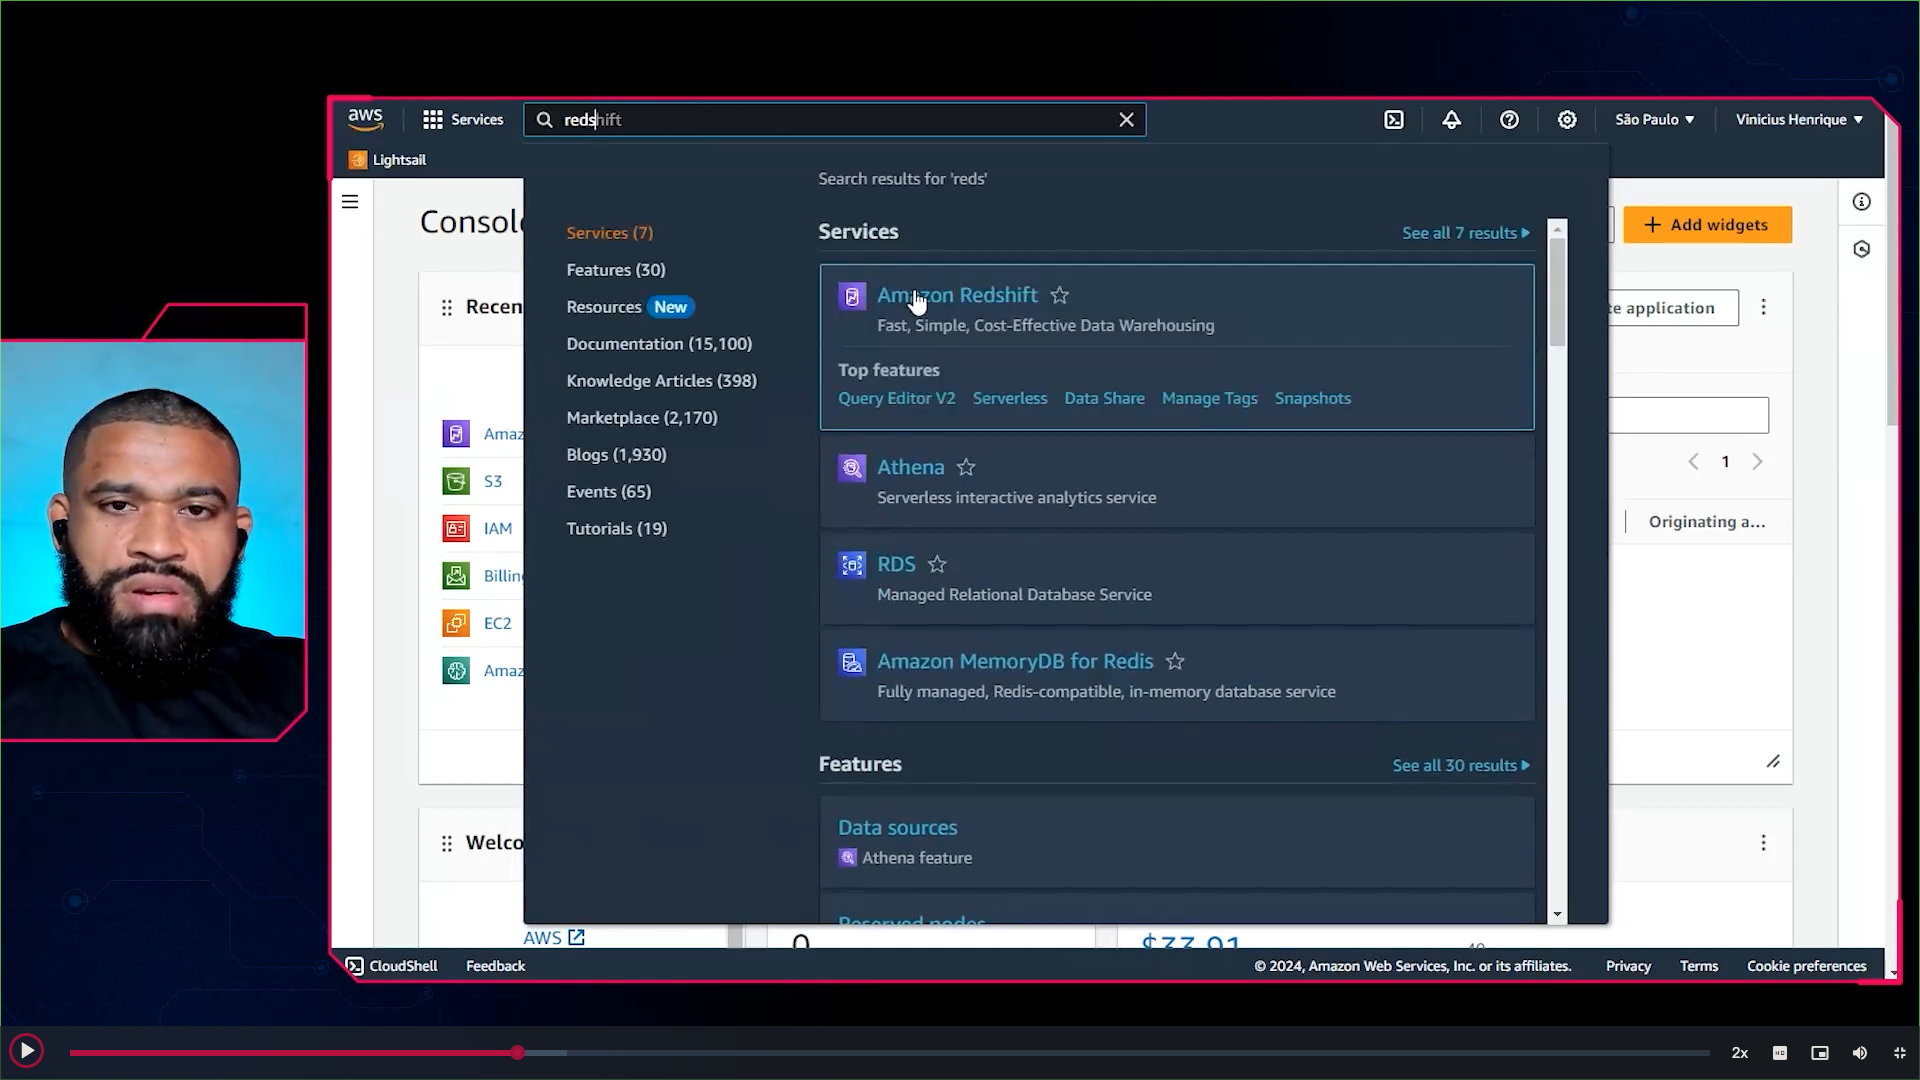 aws
Services
redshift
São Paulo
Vinicius Henrique
Lightsail
Search results for 'reds'
Services (7)
Features (30)
Resources New
Documentation (15,100)
Knowledge Articles (398)
Marketplace (2,170)
Blogs (1,930)
Events (65)
Tutorials (19)
Services
See all 7 results
Amazon Redshift
Fast, Simple, Cost-Effective Data Warehousing
Top features
Query Editor V2 Serverless Data Share Manage Tags Snapshots
Athena
Serverless interactive analytics service
RDS
Managed Relational Database Service
Amazon MemoryDB for Redis
Fully managed, Redis-compatible, in-memory database service
Features
See all 30 results
Data sources
Athena feature
Reserved nodes
Consol
Add widgets
Recen
te application
Amaz
S3
IAM
Billin
EC2
Amaz
1
Originating a...
Welco
AWS
0
$33.91
CloudShell Feedback
© 2024, Amazon Web Services, Inc. or its affiliates.
Privacy Terms Cookie preferences
2x
HD